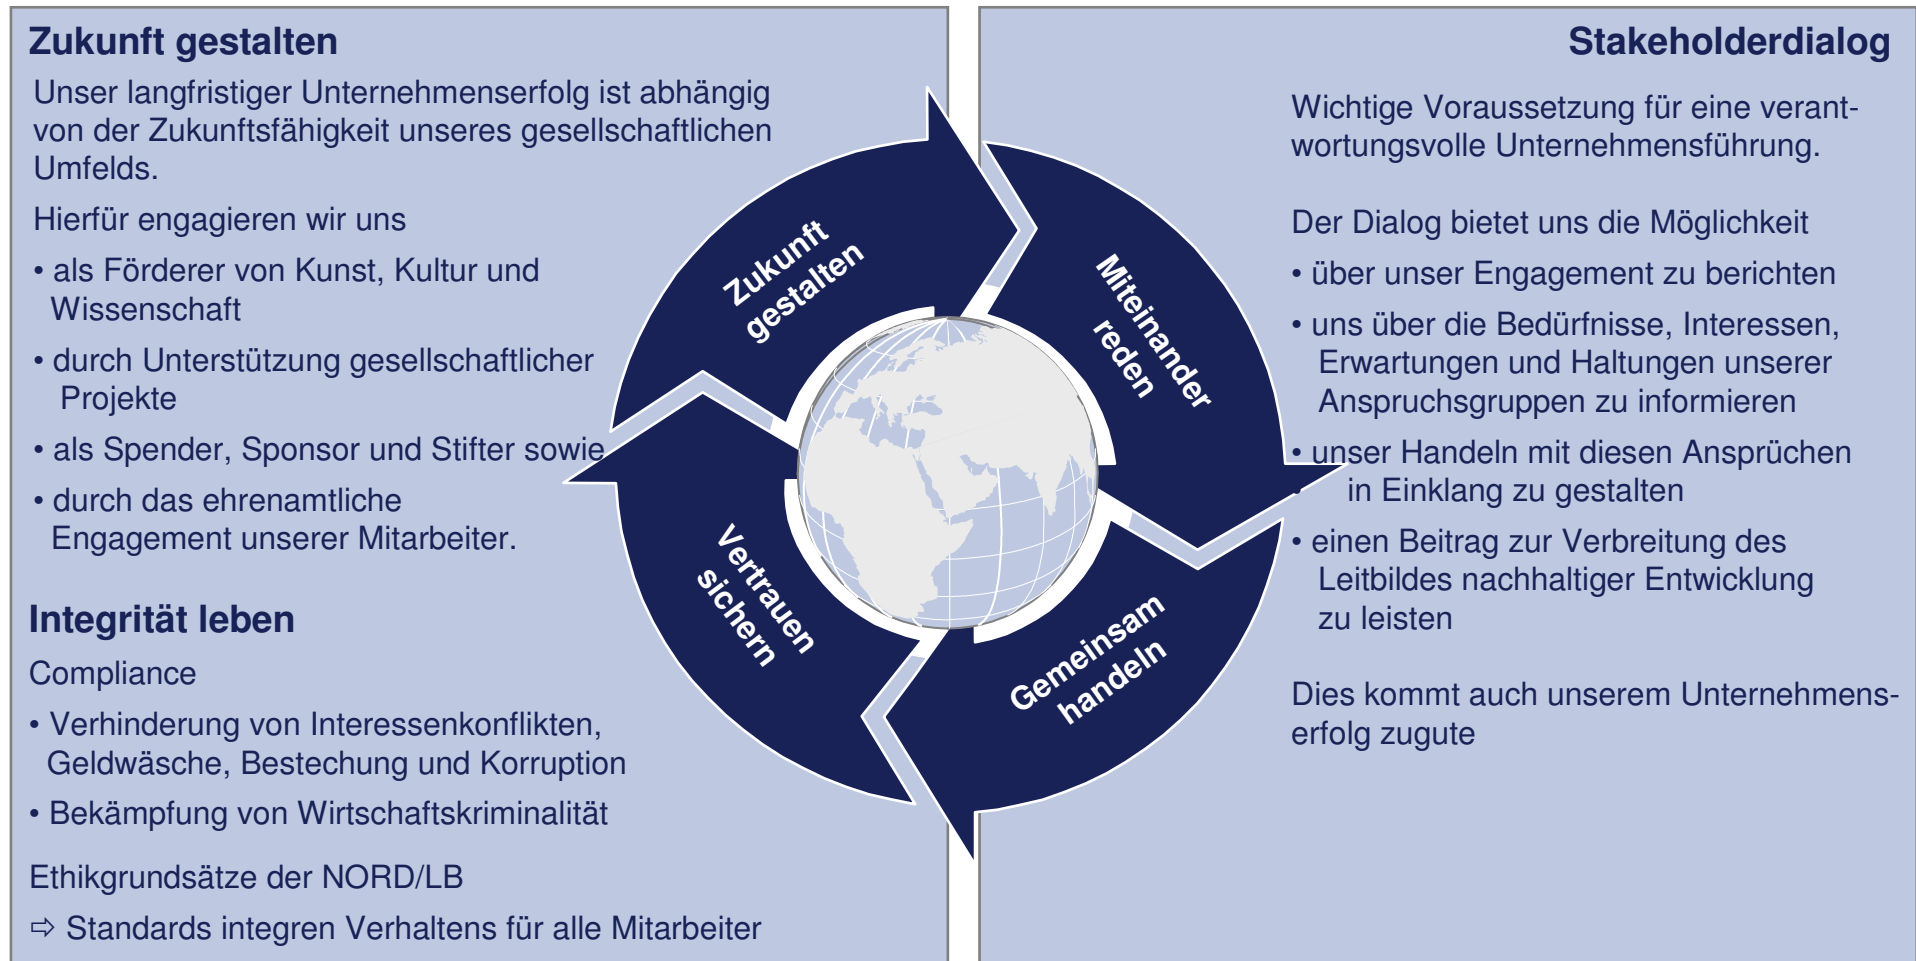 Zukunft gestalten
Unser langfristiger Unternehmenserfolg ist abhängig
von der Zukunftsfähigkeit unseres gesellschaftlichen
Umfelds.
Hierfür engagieren wir uns
• als Förderer von Kunst, Kultur und
Wissenschaft
• durch Unterstützung gesellschaftlicher
Projekte
• als Spender, Sponsor und Stifter sowie
• durch das ehrenamtliche
Engagement unserer Mitarbeiter.
Integrität leben
Compliance
• Verhinderung von Interessenkonflikten,
Geldwäsche, Bestechung und Korruption
• Bekämpfung von Wirtschaftskriminalität
Ethikgrundsätze der NORD/LB
⇨ Standards integren Verhaltens für alle Mitarbeiter
Zukunft
gestalten
Miteinander
reden
Gemeinsam
handeln
Vertrauen
sichern
Stakeholderdialog
Wichtige Voraussetzung für eine verant-
wortungsvolle Unternehmensführung.
Der Dialog bietet uns die Möglichkeit
• über unser Engagement zu berichten
• uns über die Bedürfnisse, Interessen,
Erwartungen und Haltungen unserer
Anspruchsgruppen zu informieren
• unser Handeln mit diesen Ansprüchen
in Einklang zu gestalten
• einen Beitrag zur Verbreitung des
Leitbildes nachhaltiger Entwicklung
zu leisten
Dies kommt auch unserem Unternehmens-
erfolg zugute